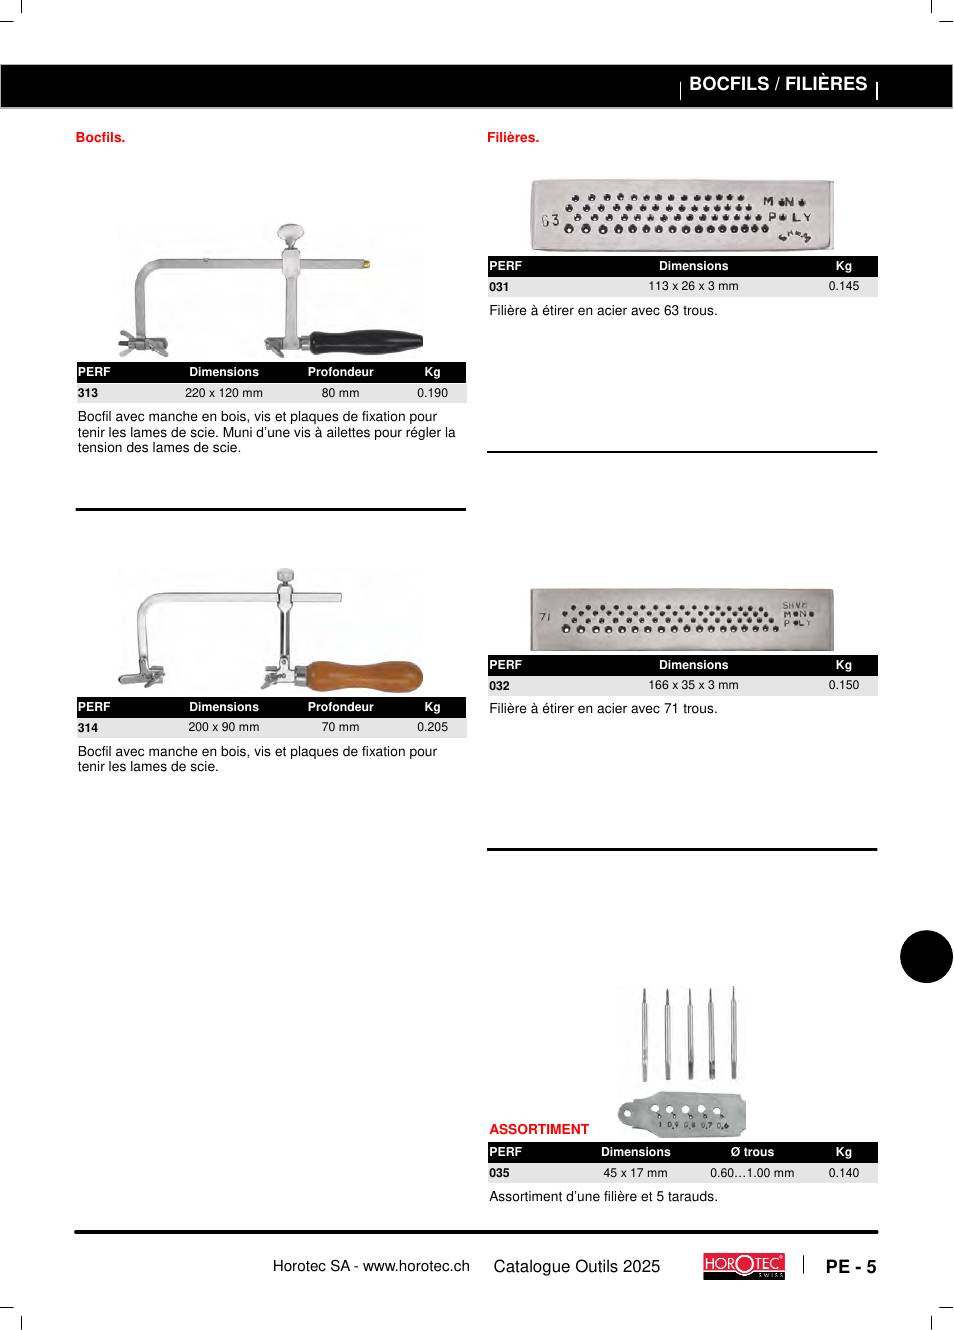 BOCFILS / FILIÈRES
Bocfils.
PERF Dimensions Profondeur Kg
313 220 x 120 mm 80 mm 0.190
Bocfil avec manche en bois, vis et plaques de fixation pour
tenir les lames de scie. Muni d’une vis à ailettes pour régler la
tension des lames de scie.
PERF Dimensions Profondeur Kg
314 200 x 90 mm 70 mm 0.205
Bocfil avec manche en bois, vis et plaques de fixation pour
tenir les lames de scie.
Filières.
63
PERF Dimensions Kg
031 113 x 26 x 3 mm 0.145
Filière à étirer en acier avec 63 trous.
71
PERF Dimensions Kg
032 166 x 35 x 3 mm 0.150
Filière à étirer en acier avec 71 trous.
1 0,9 0,8 0,7 0,6
ASSORTIMENT
PERF Dimensions Ø trous Kg
035 45 x 17 mm 0.60…1.00 mm 0.140
Assortiment d’une filière et 5 tarauds.
Horotec SA - www.horotec.ch Catalogue Outils 2025 HOROTEC SWISS PE - 5